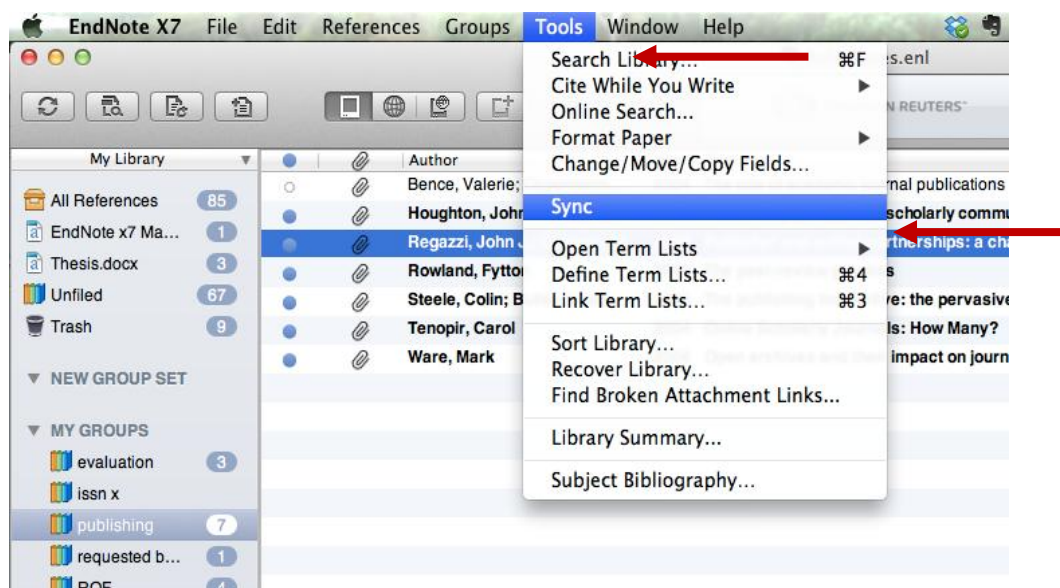 EndNote X7 File Edit References Groups Tools Window Help
s.enl
N REUTERS
Search Library... ⌘F
Cite While You Write ▶
Online Search...
Format Paper ▶
Change/Move/Copy Fields...
Sync
Open Term Lists ▶
Define Term Lists... ⌘4
Link Term Lists... ⌘3
Sort Library...
Recover Library...
Find Broken Attachment Links...
Library Summary...
Subject Bibliography...
My Library
All References 85
EndNote x7 Ma... 1
Thesis.docx 3
Unfiled 67
Trash 9
NEW GROUP SET
MY GROUPS
evaluation 3
issn x
publishing 7
requested b... 1
ROE 4
Author
Bence, Valerie; rnal publications
Houghton, John scholarly commu
Regazzi, John J rtnerships: a cha
Rowland, Fytton s
Steele, Colin; B ve: the pervasive
Tenopir, Carol ls: How Many?
Ware, Mark impact on journ